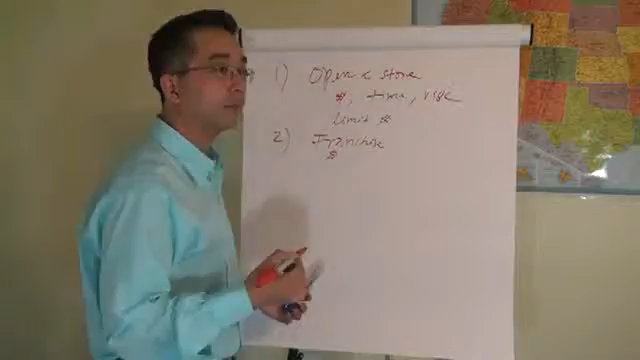 1) Open a store
$, time, risk
limit $
2) Franchise
$